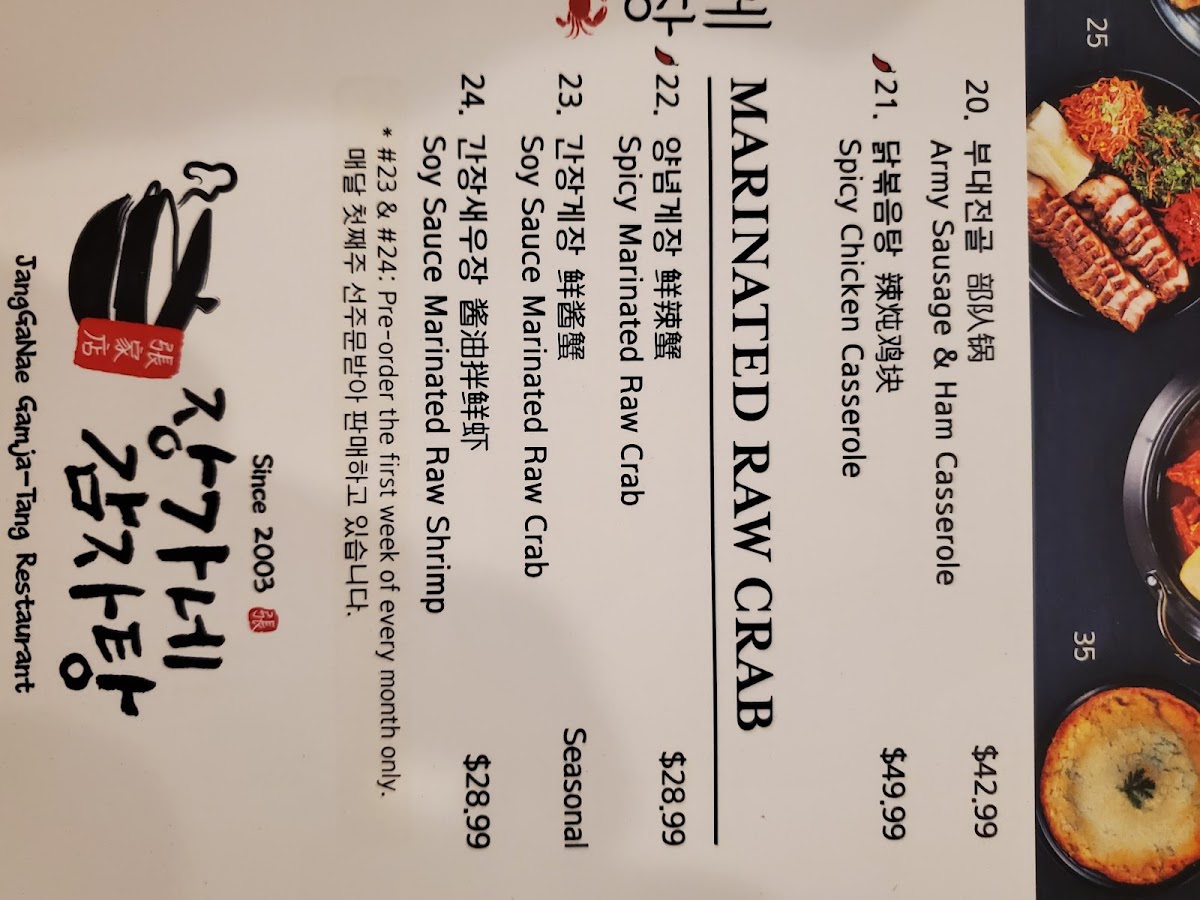 25
35
20. 부대전골 部队锅 $42.99
Army Sausage & Ham Casserole
21. 닭볶음탕 辣炖鸡块 $49.99
Spicy Chicken Casserole
MARINATED RAW CRAB
22. 양념게장 鲜辣蟹 $28.99
Spicy Marinated Raw Crab
23. 간장게장 鲜酱蟹 Seasonal
Soy Sauce Marinated Raw Crab
24. 간장새우장 酱油拌鲜虾 $28.99
Soy Sauce Marinated Raw Shrimp
* #23 & #24: Pre-order the first week of every month only.
매달 첫째주 선주문받아 판매하고 있습니다.
Since 2003 張
장가네
감자탕
張家店
JangGaNae Gamja-Tang Restaurant